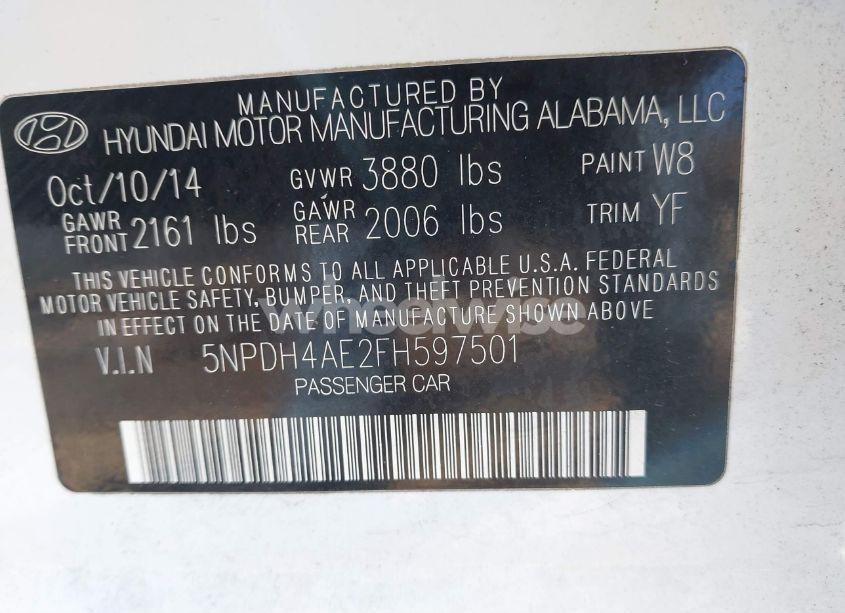 MANUFACTURED BY
HYUNDAI MOTOR MANUFACTURING ALABAMA, LLC
Oct/10/14 GVWR 3880 lbs PAINT W8
GAWR FRONT 2161 lbs GAWR REAR 2006 lbs TRIM YF
THIS VEHICLE CONFORMS TO ALL APPLICABLE U.S.A. FEDERAL
MOTOR VEHICLE SAFETY, BUMPER, AND THEFT PREVENTION STANDARDS
IN EFFECT ON THE DATE OF MANUFACTURE SHOWN ABOVE
wheelwise
V.I.N 5NPDH4AE2FH597501
PASSENGER CAR